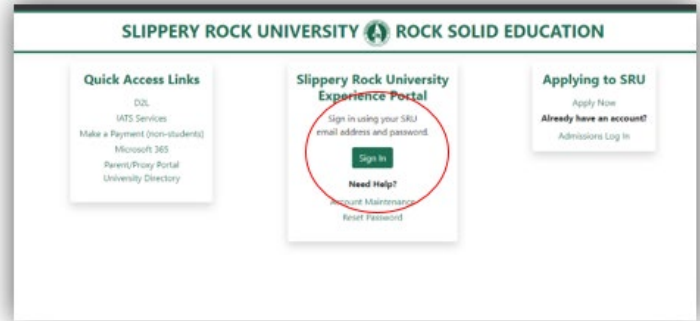 SLIPPERY ROCK UNIVERSITY ROCK SOLID EDUCATION
Quick Access Links
D2L
IATS Services
Make a Payment (non-students)
Microsoft 365
Parent/Proxy Portal
University Directory
Slippery Rock University
Experience Portal
Sign in using your SRU
email address and password.
Sign In
Need Help?
Account Maintenance
Reset Password
Applying to SRU
Apply Now
Already have an account?
Admissions Log In